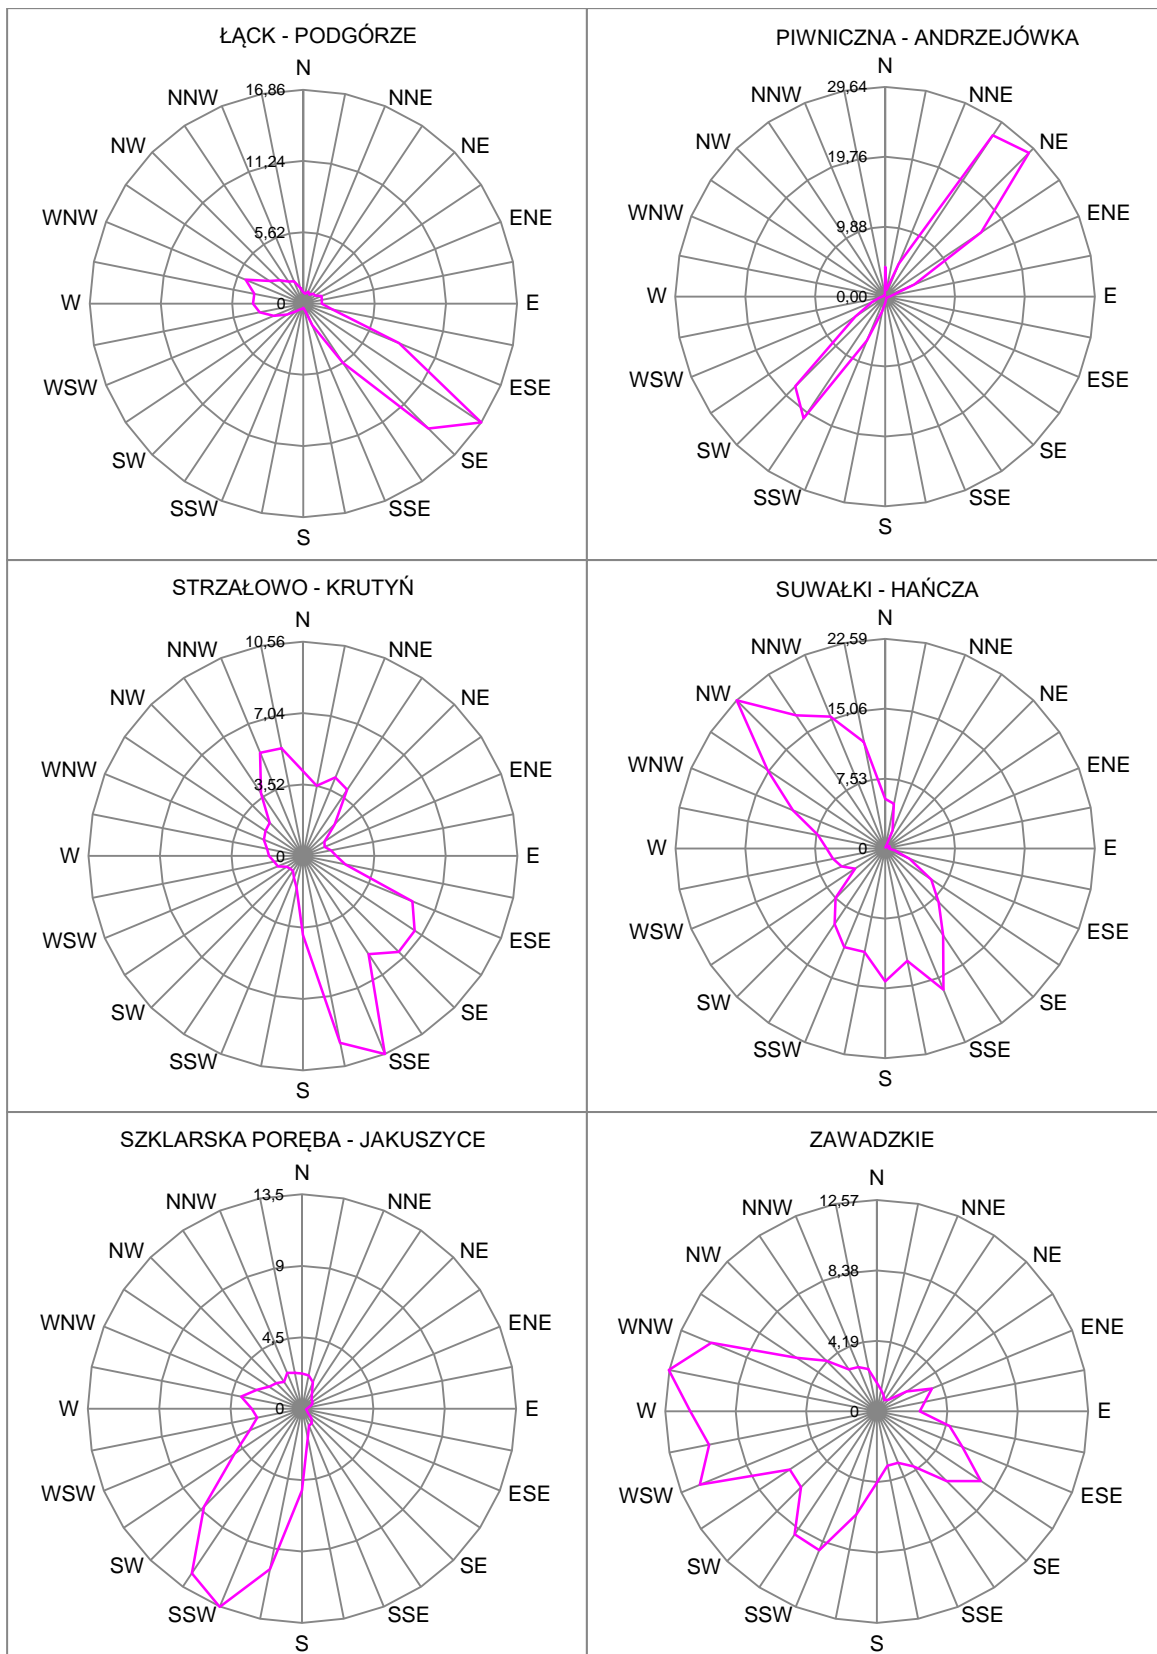 ŁĄCK - PODGÓRZE
N
16,86
NNW
NNE
NW
NE
11,24
WNW
ENE
5,62
W
0
E
WSW
ESE
SW
SE
SSW
SSE
S
PIWNICZNA - ANDRZEJÓWKA
N
29,64
NNW
NNE
NW
NE
19,76
WNW
ENE
9,88
W
0,00
E
WSW
ESE
SW
SE
SSW
SSE
S
STRZAŁOWO - KRUTYŃ
N
10,56
NNW
NNE
NW
NE
7,04
WNW
ENE
3,52
W
0
E
WSW
ESE
SW
SE
SSW
SSE
S
SUWAŁKI - HAŃCZA
N
22,59
NNW
NNE
NW
NE
15,06
WNW
ENE
7,53
W
0
E
WSW
ESE
SW
SE
SSW
SSE
S
SZKLARSKA PORĘBA - JAKUSZYCE
N
13,5
NNW
NNE
NW
NE
9
WNW
ENE
4,5
W
0
E
WSW
ESE
SW
SE
SSW
SSE
S
ZAWADZKIE
N
12,57
NNW
NNE
NW
NE
8,38
WNW
ENE
4,19
W
0
E
WSW
ESE
SW
SE
SSW
SSE
S